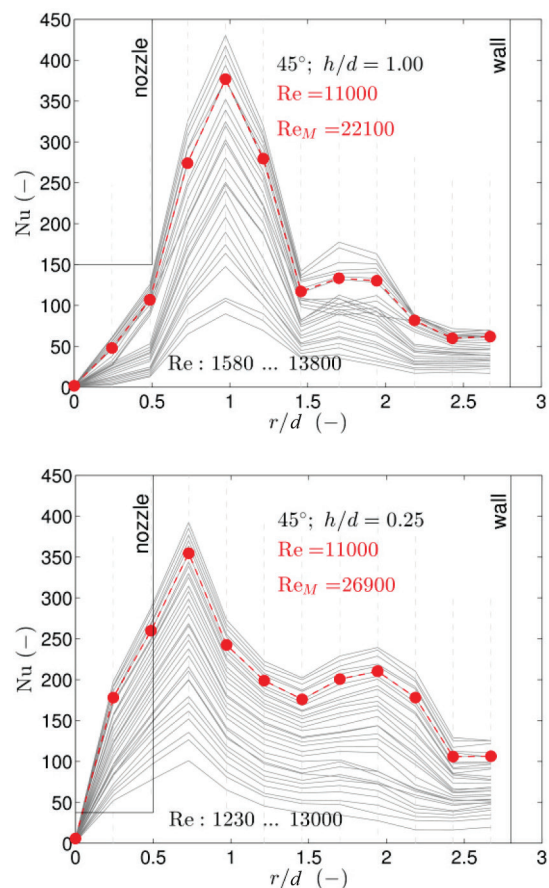 450
400
350
300
250
200
150
100
50
0
Nu (−)
nozzle
45°; h/d = 1.00
Re =11000
Re_M =22100
wall
Re : 1580 ... 13800
0 0.5 1 1.5 2 2.5 3
r/d (−)
450
400
350
300
250
200
150
100
50
0
Nu (−)
nozzle
45°; h/d = 0.25
Re =11000
Re_M =26900
wall
Re : 1230 ... 13000
0 0.5 1 1.5 2 2.5 3
r/d (−)